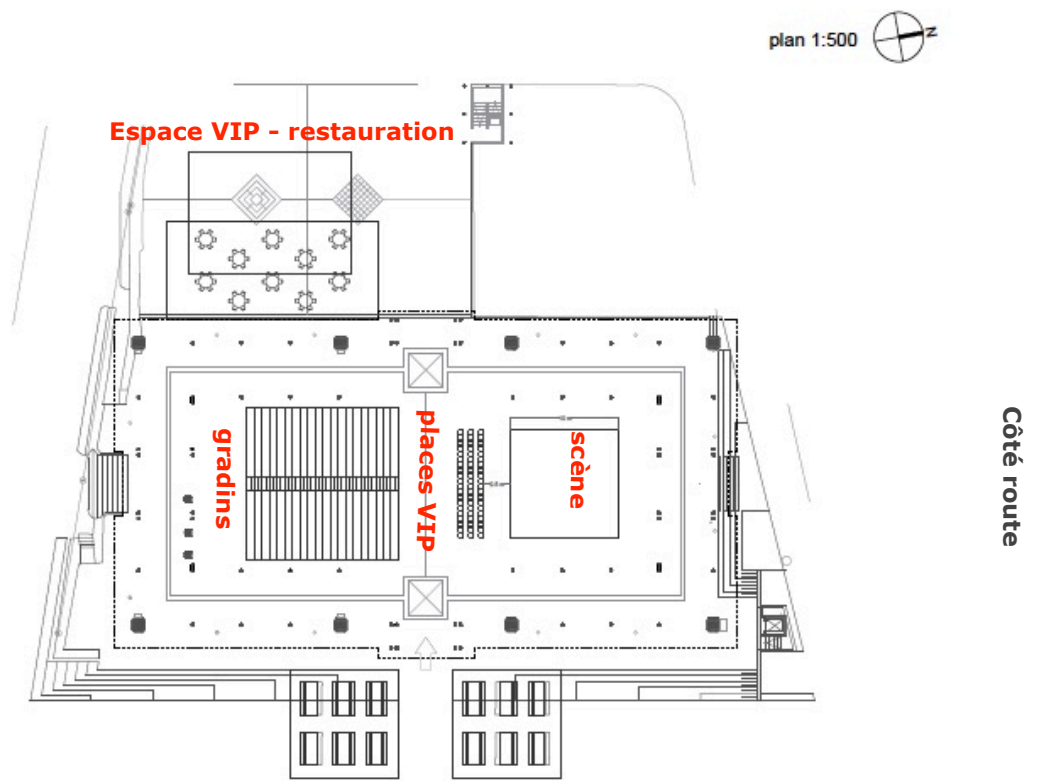 plan 1:500
N
Espace VIP - restauration
gradins
places VIP
scène
Côté route